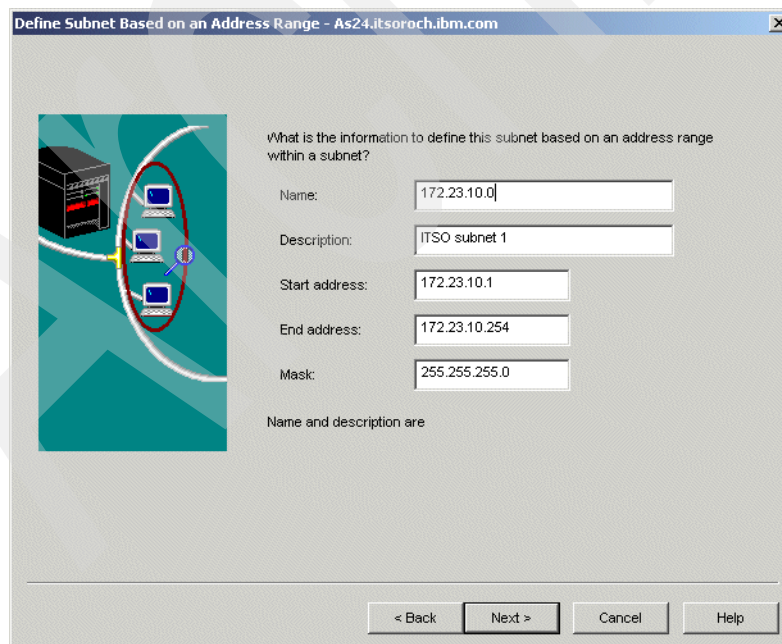 Define Subnet Based on an Address Range - As24.itsoroch.ibm.com
What is the information to define this subnet based on an address range
within a subnet?
Name: 172.23.10.0
Description: ITSO subnet 1
Start address: 172.23.10.1
End address: 172.23.10.254
Mask: 255.255.255.0
Name and description are
< Back Next > Cancel Help